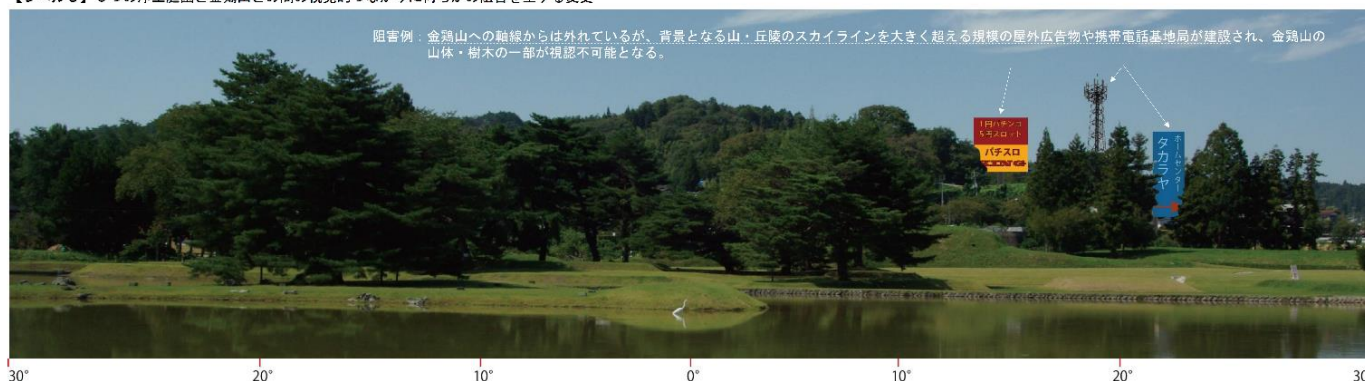 阻害例：金鶏山への軸線からは外れているが、背景となる山・丘陵のスカイラインを大きく超える規模の屋外広告物や携帯電話基地局が建設され、金鶏山の
山体・樹木の一部が視認不可能となる。
1円パチンコ
5円スロット
パチスロ
ホームセンター
タカラヤ
30°
20°
10°
0°
10°
20°
30